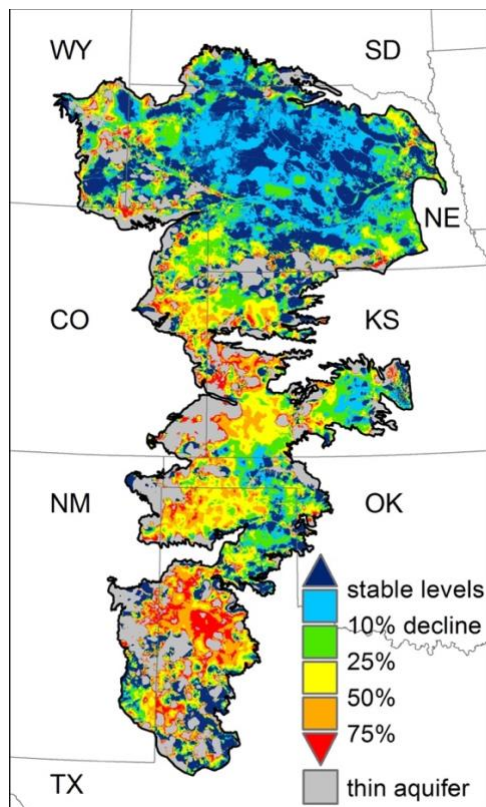 WY
SD
NE
CO
KS
NM
OK
stable levels
10% decline
25%
50%
75%
TX
thin aquifer